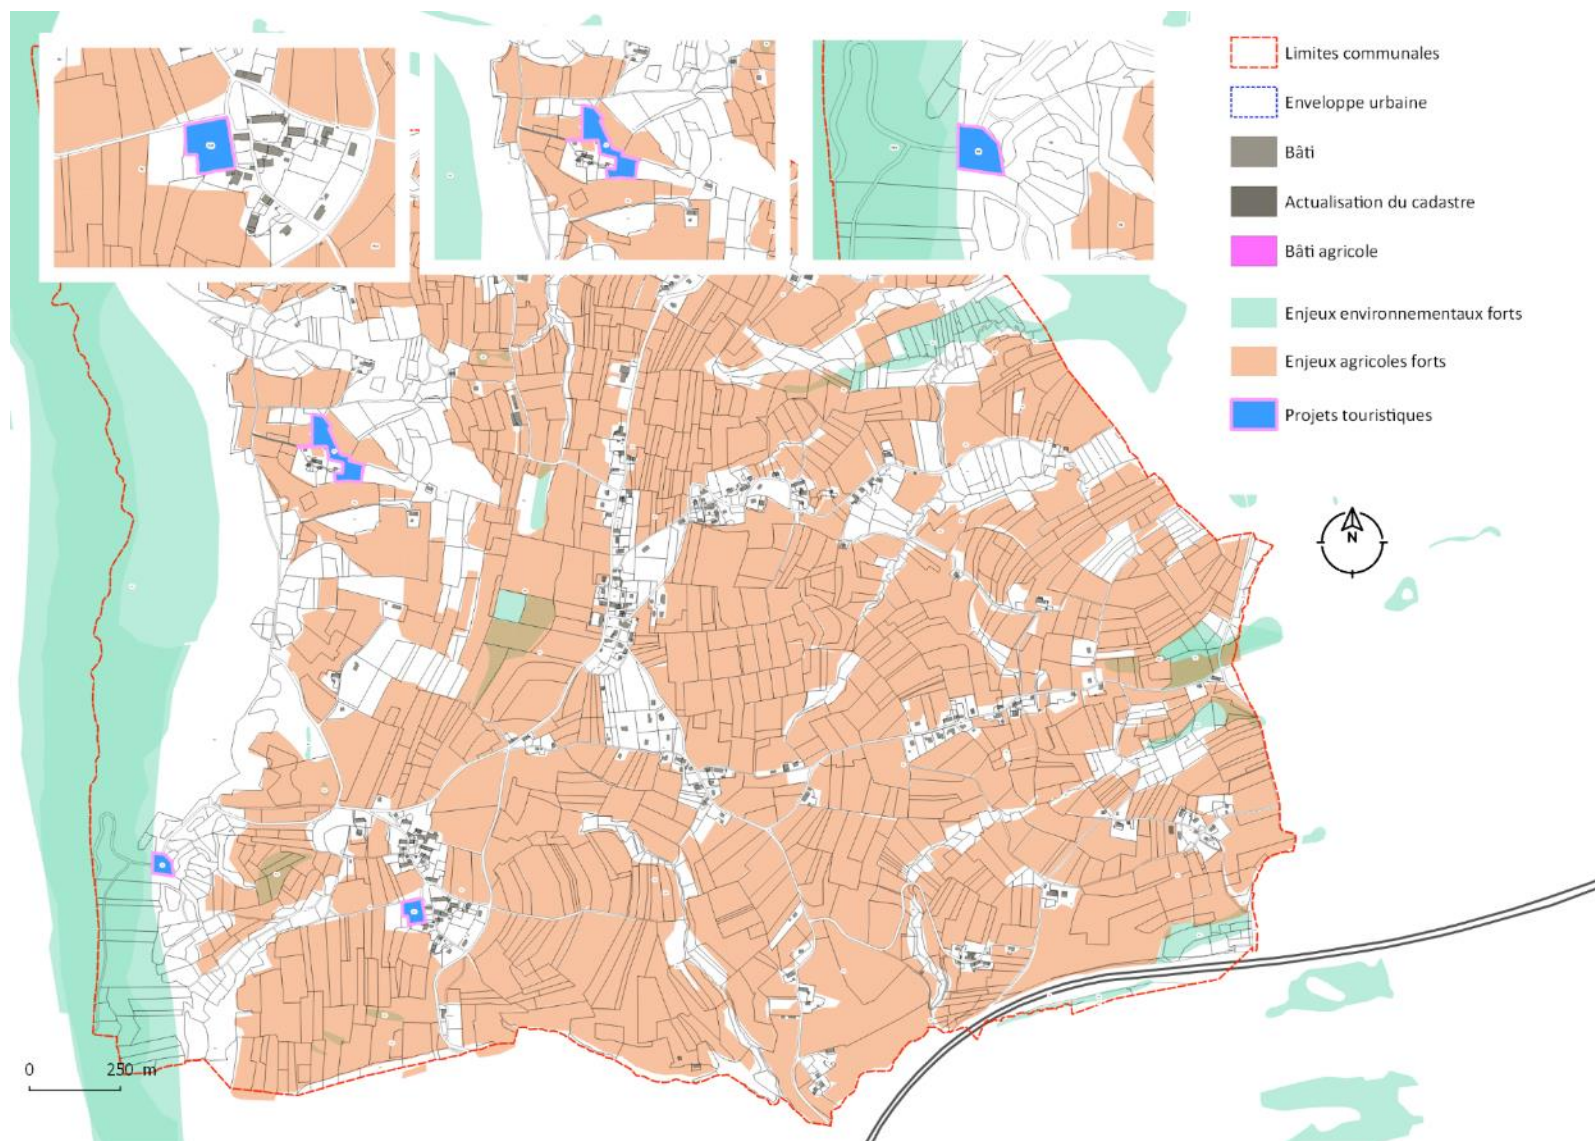 Limites communales
Enveloppe urbaine
Bâti
Actualisation du cadastre
Bâti agricole
Enjeux environnementaux forts
Enjeux agricoles forts
Projets touristiques
N
0 250 m